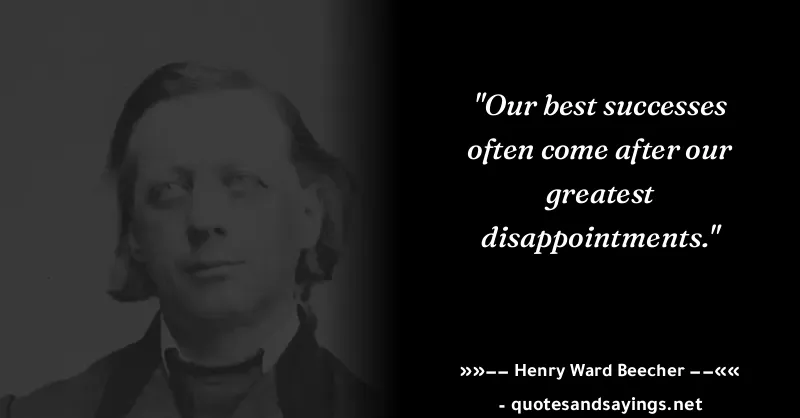 "Our best successes
often come after our
greatest
disappointments."
»»–– Henry Ward Beecher ––««
- quotesandsayings.net